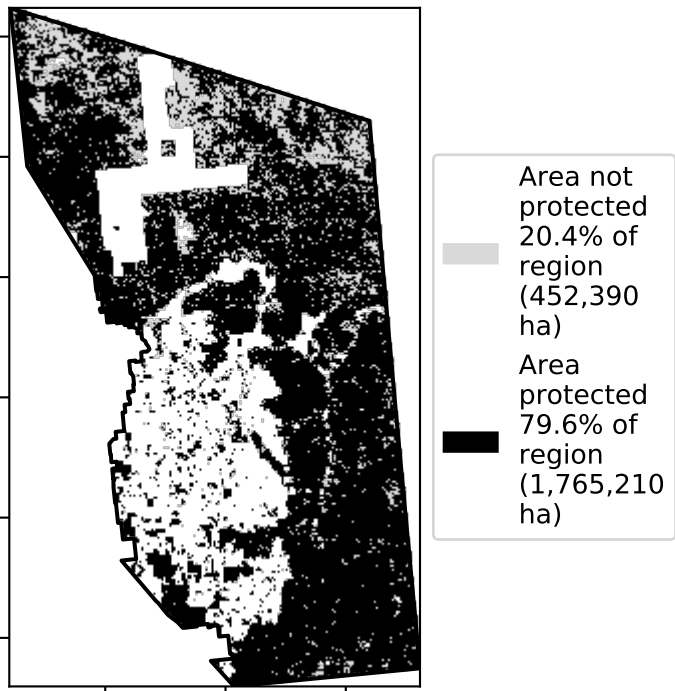 Area not
protected
20.4% of
region
(452,390
ha)
Area
protected
79.6% of
region
(1,765,210
ha)